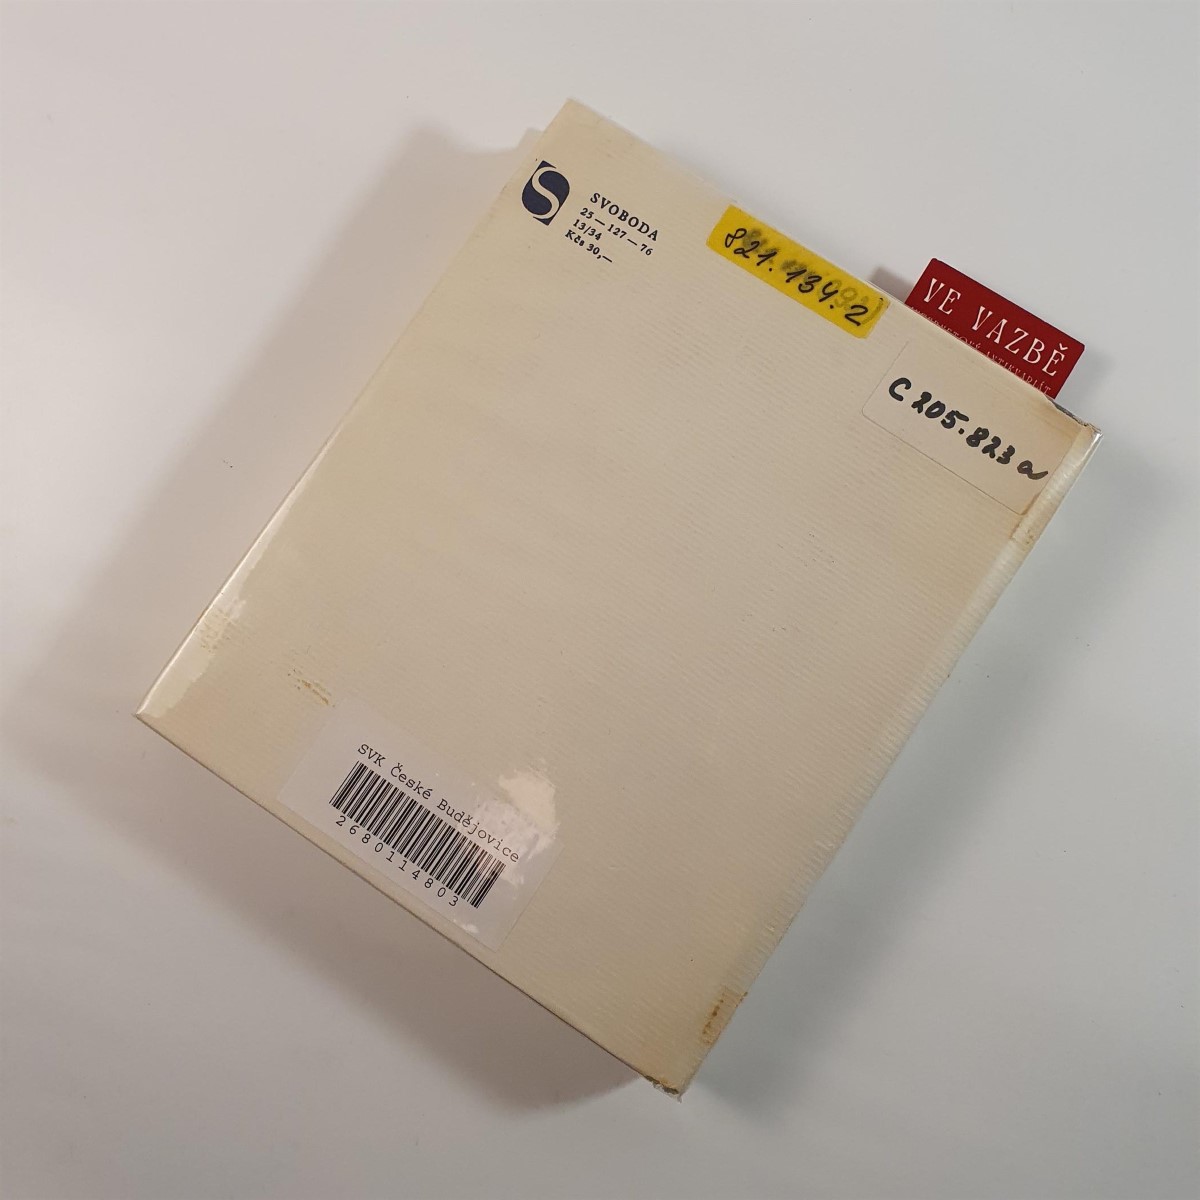 S
SVOBODA
25 — 127 — 76
13/34
Kčs 30,—
821.134.2
VE VAZBĚ
C 205.823 a
SVK České Budějovice
2680114803